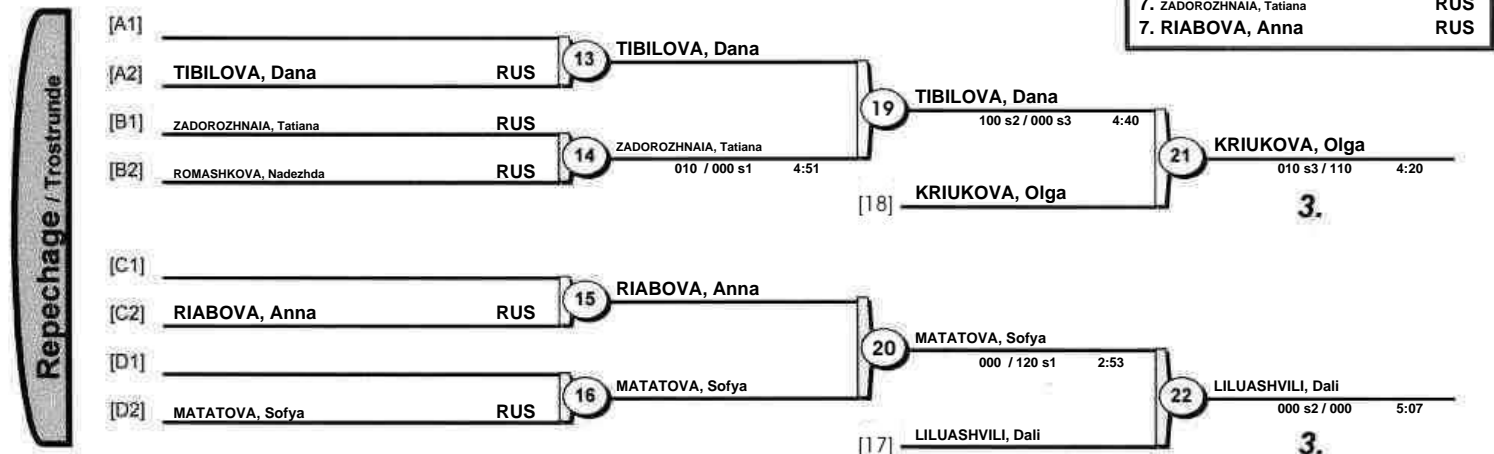 7. ZADOROZHNAIA, Tatiana RUS
7. RIABOVA, Anna RUS
Repechage / Trostrunde
[A1]
[A2] TIBILOVA, Dana RUS
13 TIBILOVA, Dana
[B1] ZADOROZHNAIA, Tatiana RUS
[B2] ROMASHKOVA, Nadezhda RUS
14 ZADOROZHNAIA, Tatiana
010 / 000 s1 4:51
19 TIBILOVA, Dana
100 s2 / 000 s3 4:40
[18] KRIUKOVA, Olga
21 KRIUKOVA, Olga
010 s3 / 110 4:20
3.
[C1]
[C2] RIABOVA, Anna RUS
15 RIABOVA, Anna
[D1]
[D2] MATATOVA, Sofya RUS
16 MATATOVA, Sofya
20 MATATOVA, Sofya
000 / 120 s1 2:53
[17] LILUASHVILI, Dali
22 LILUASHVILI, Dali
000 s2 / 000 5:07
3.